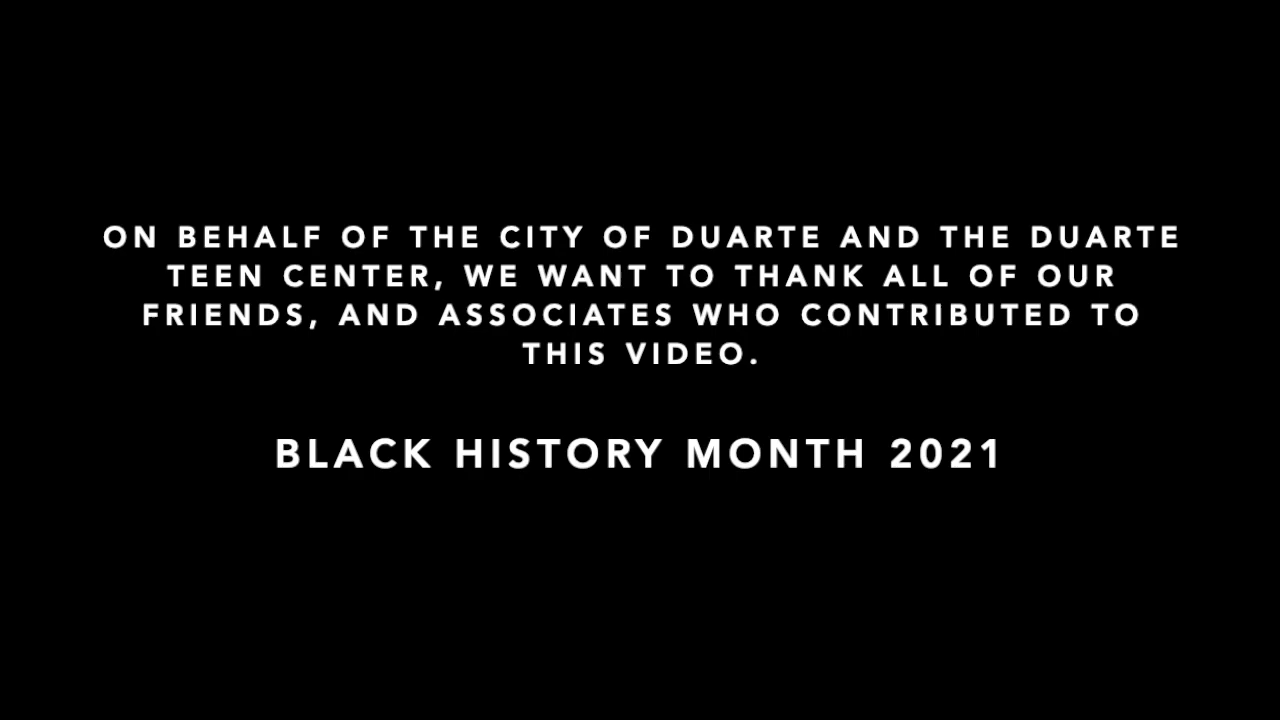 ON BEHALF OF THE CITY OF DUARTE AND THE DUARTE
TEEN CENTER, WE WANT TO THANK ALL OF OUR
FRIENDS, AND ASSOCIATES WHO CONTRIBUTED TO
THIS VIDEO.
BLACK HISTORY MONTH 2021